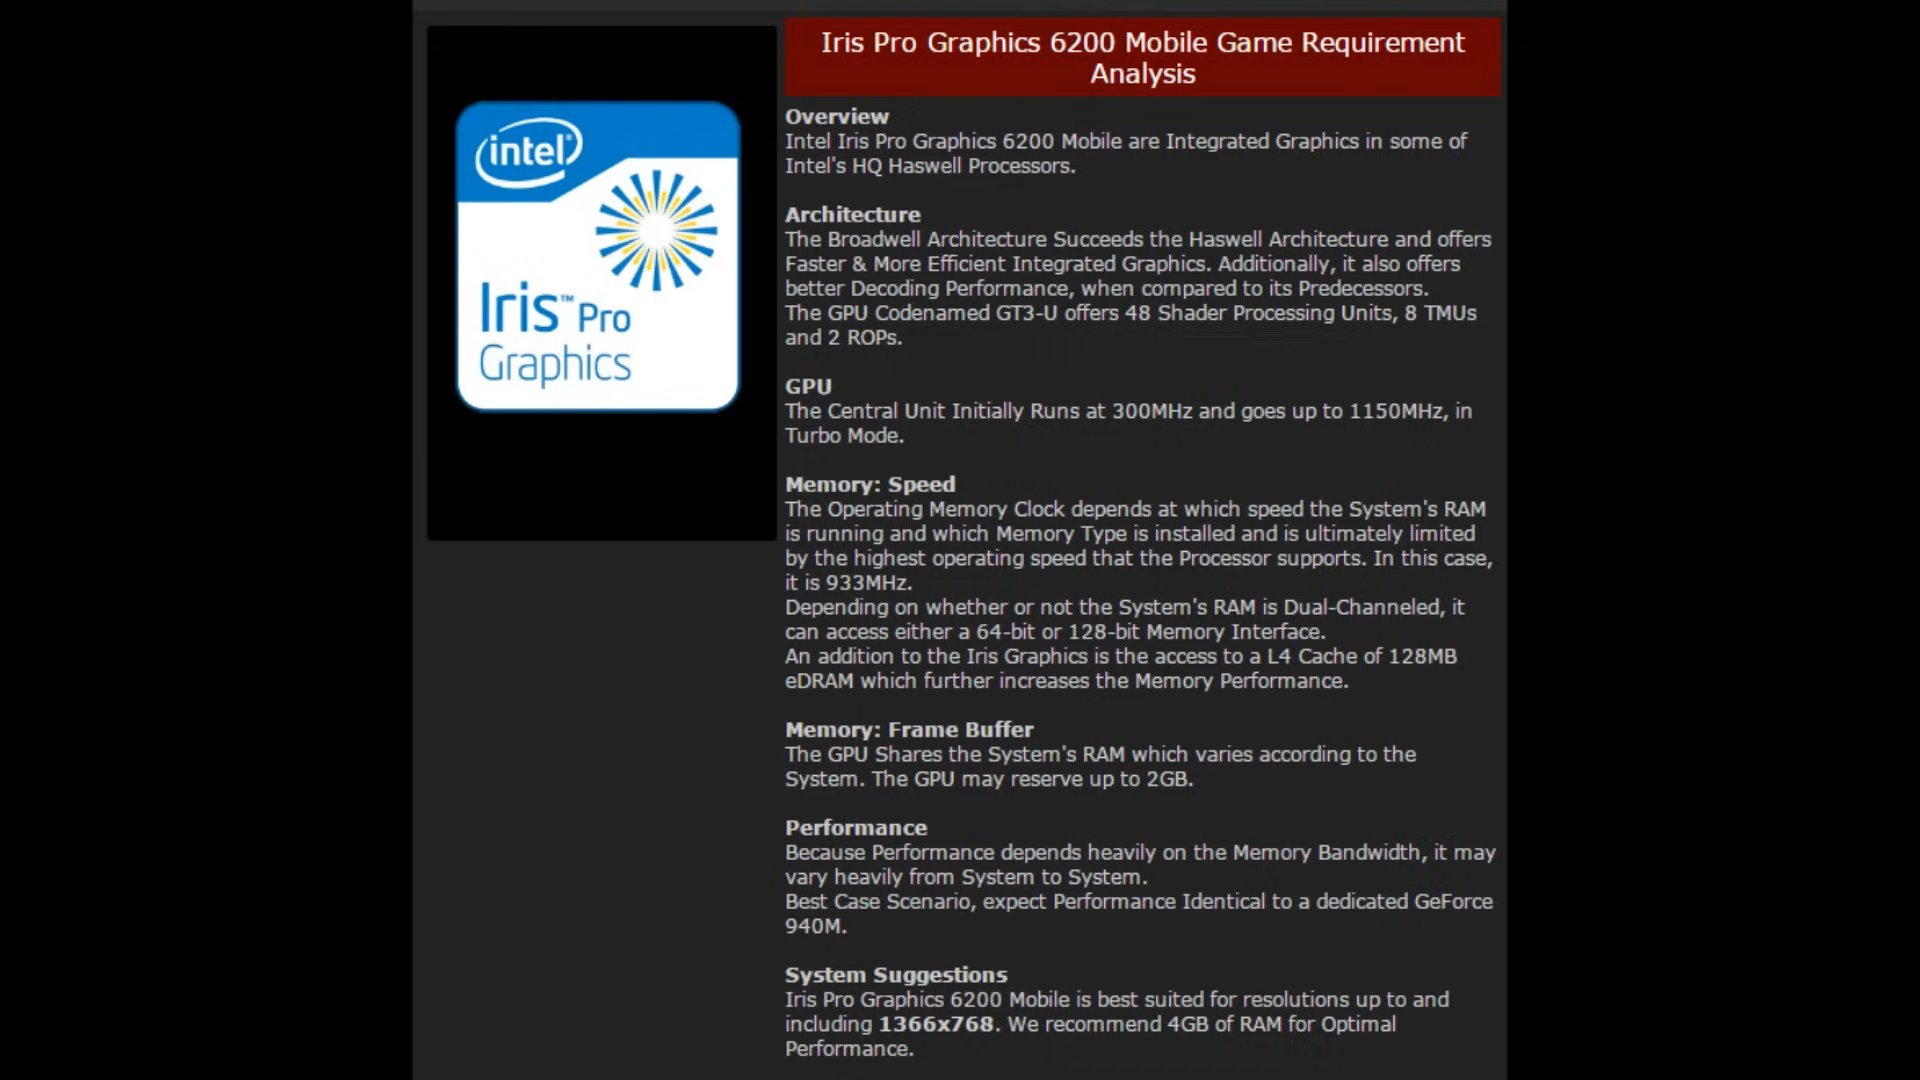 intel®
Iris™ Pro
Graphics
Iris Pro Graphics 6200 Mobile Game Requirement
Analysis
Overview
Intel Iris Pro Graphics 6200 Mobile are Integrated Graphics in some of
Intel's HQ Haswell Processors.
Architecture
The Broadwell Architecture Succeeds the Haswell Architecture and offers
Faster & More Efficient Integrated Graphics. Additionally, it also offers
better Decoding Performance, when compared to its Predecessors.
The GPU Codenamed GT3-U offers 48 Shader Processing Units, 8 TMUs
and 2 ROPs.
GPU
The Central Unit Initially Runs at 300MHz and goes up to 1150MHz, in
Turbo Mode.
Memory: Speed
The Operating Memory Clock depends at which speed the System's RAM
is running and which Memory Type is installed and is ultimately limited
by the highest operating speed that the Processor supports. In this case,
it is 933MHz.
Depending on whether or not the System's RAM is Dual-Channeled, it
can access either a 64-bit or 128-bit Memory Interface.
An addition to the Iris Graphics is the access to a L4 Cache of 128MB
eDRAM which further increases the Memory Performance.
Memory: Frame Buffer
The GPU Shares the System's RAM which varies according to the
System. The GPU may reserve up to 2GB.
Performance
Because Performance depends heavily on the Memory Bandwidth, it may
vary heavily from System to System.
Best Case Scenario, expect Performance Identical to a dedicated GeForce
940M.
System Suggestions
Iris Pro Graphics 6200 Mobile is best suited for resolutions up to and
including 1366x768. We recommend 4GB of RAM for Optimal
Performance.